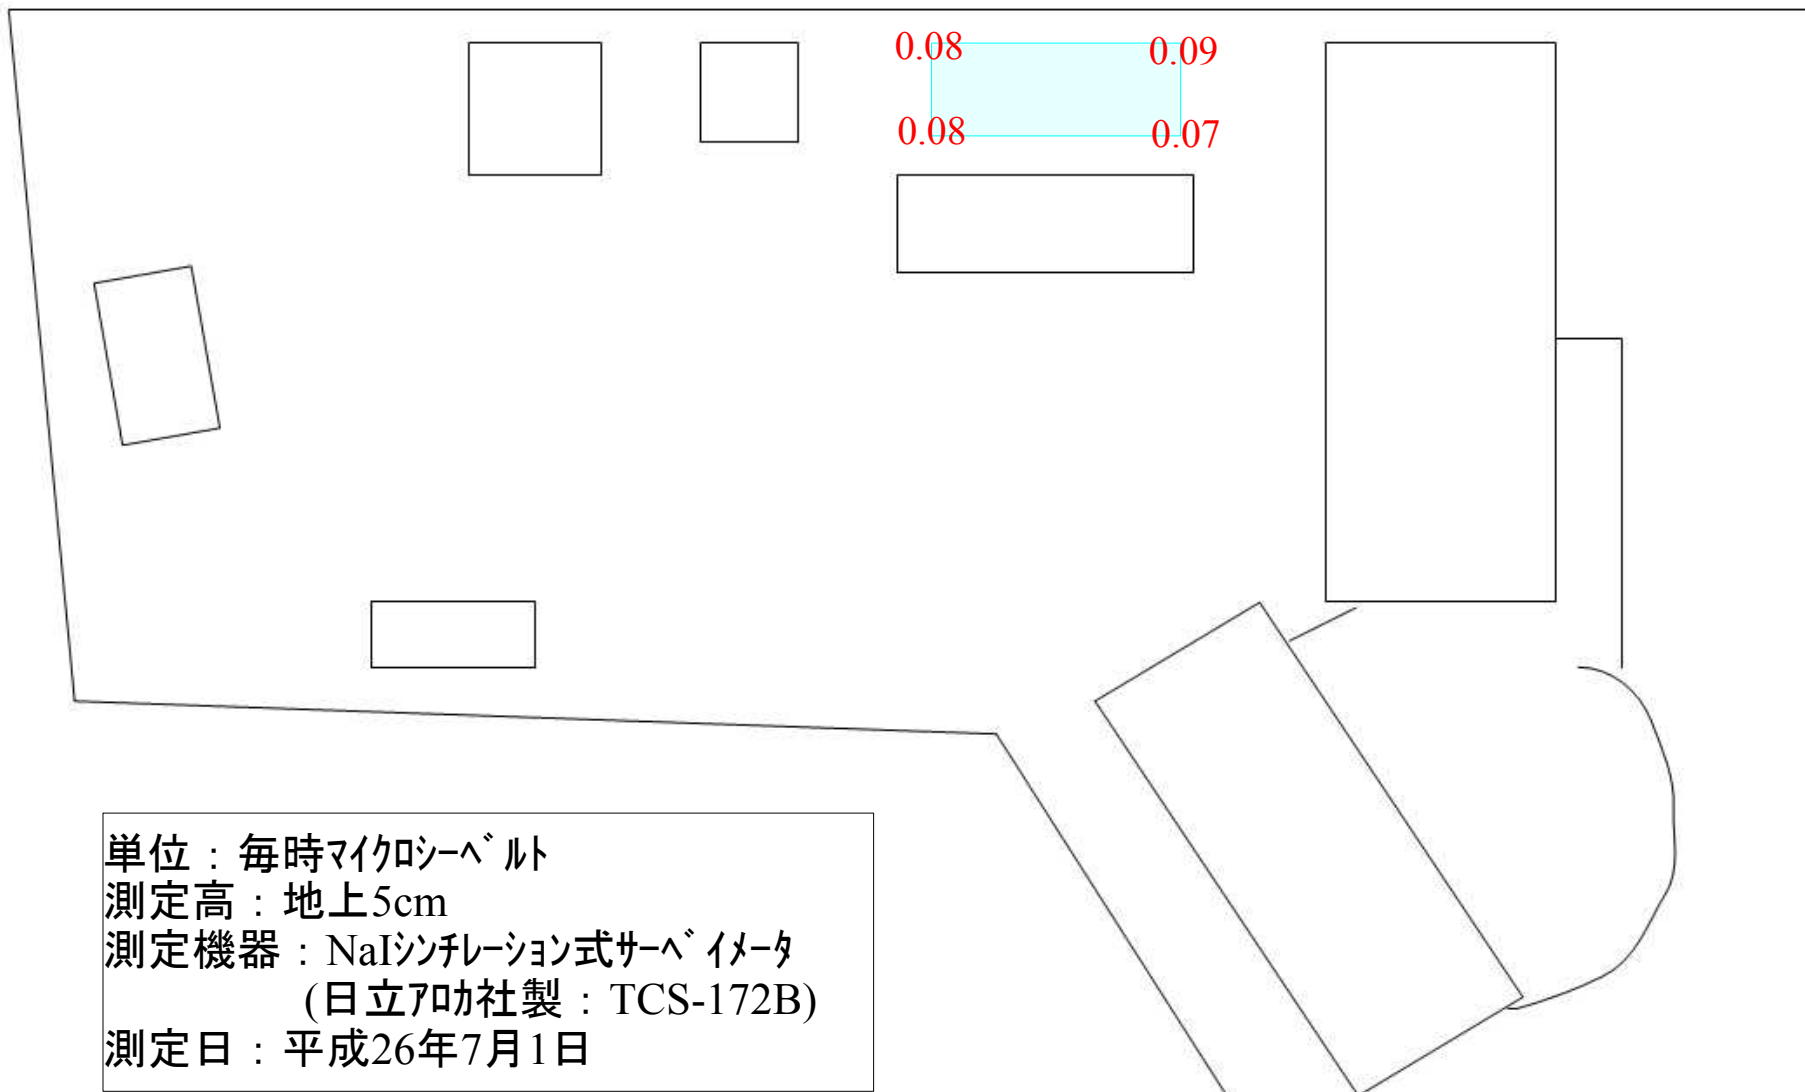 0.08
0.09
0.08
0.07
単位：毎時ﾏｲｸﾛｼｰﾍﾞﾙﾄ
測定高：地上5cm
測定機器：NaIｼﾝﾁﾚｰｼｮﾝ式ｻｰﾍﾞｲﾒｰﾀ
(日立ｱﾛｶ社製：TCS-172B)
測定日：平成26年7月1日